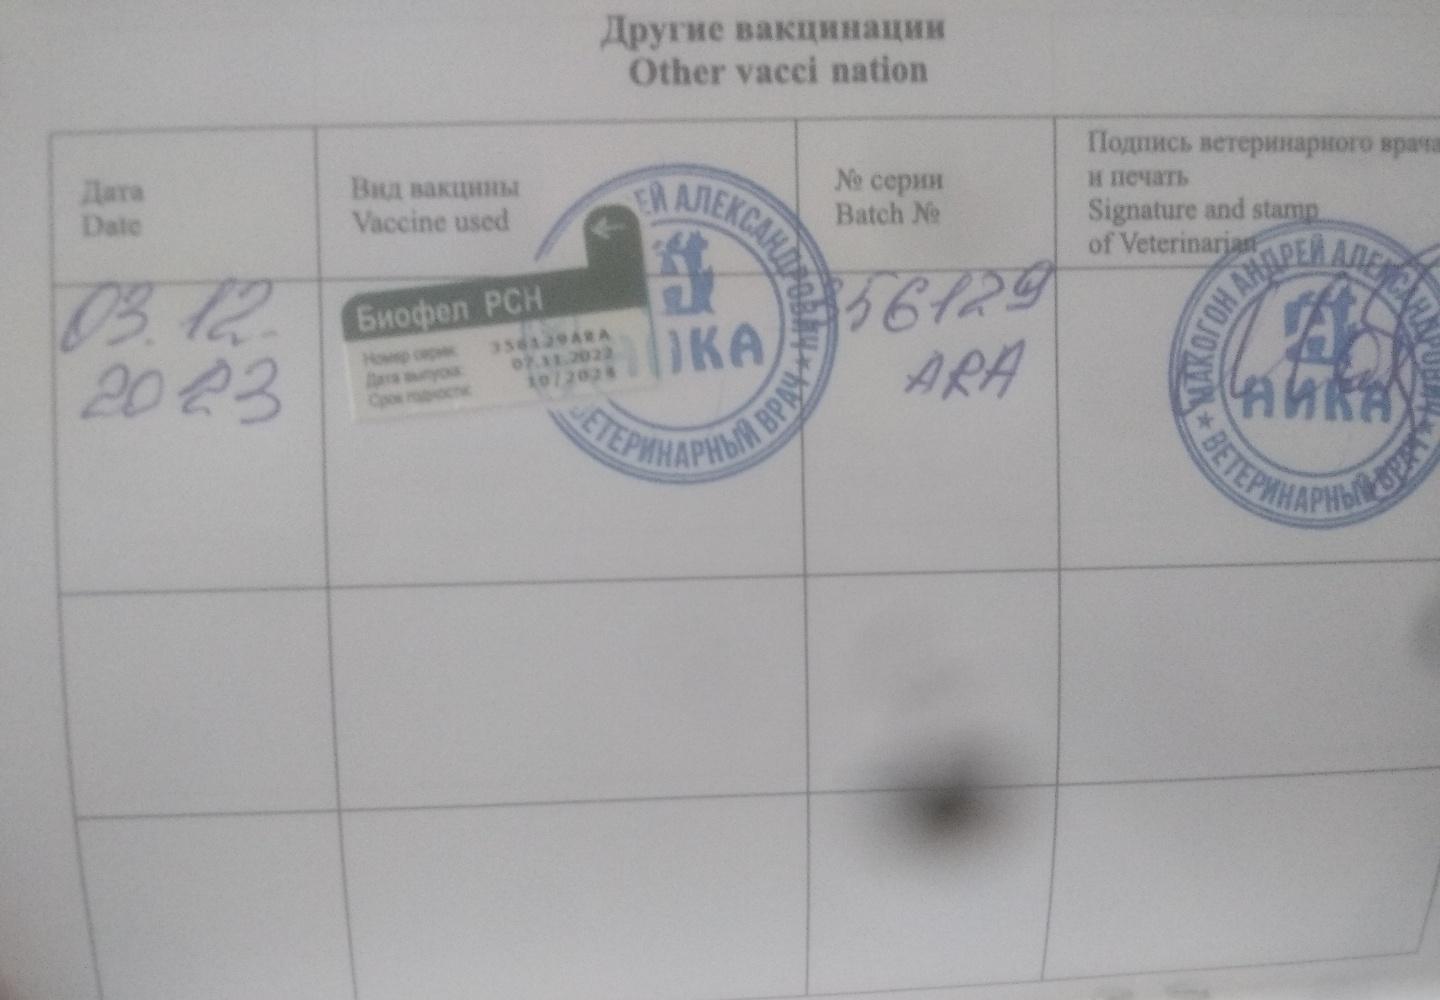 Другие вакцинации
Other vacci nation
Дата
Date
Вид вакцины
Vaccine used
№ серии
Batch №
Подпись ветеринарного врача
и печать
Signature and stamp
of Veterinarian
03.12.
2023
Биофел PCH
Номер серии: 356129ARA
Дата выпуска: 07.11.2022
Срок годности: 10/2024
ЕЙ АЛЕКСАНДРОВИЧ
ИКА
ВЕТЕРИНАРНЫЙ ВРАЧ
356129
ARA
МАКОГОН АНДРЕЙ АЛЕКСАНДРОВИЧ
АИКА
ВЕТЕРИНАРНЫЙ ВРАЧ